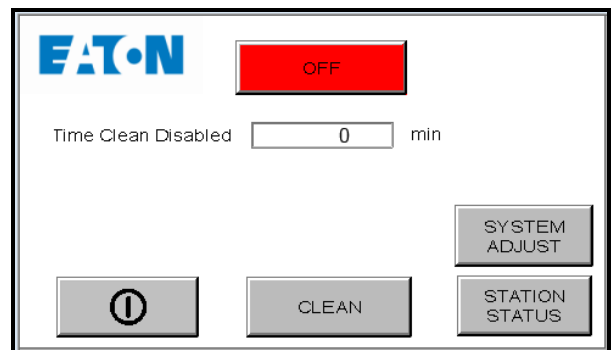 EATON
OFF
Time Clean Disabled 0 min
SYSTEM
ADJUST
CLEAN
STATION
STATUS